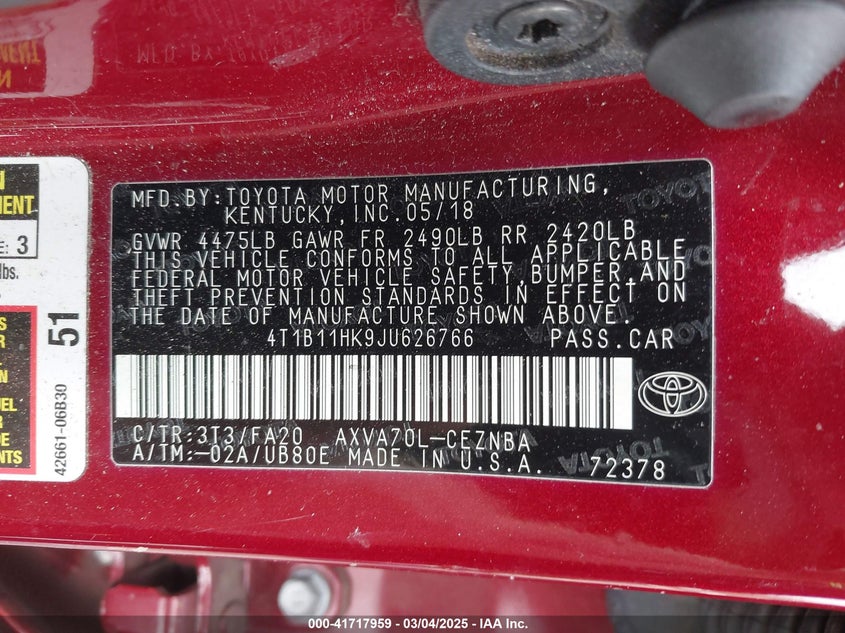 MFD.BY:TOYOTA MOTOR MANUFACTURING,
KENTUCKY,INC.05/18
GVWR 4475LB GAWR FR 2490LB RR 2420LB
THIS VEHICLE CONFORMS TO ALL APPLICABLE
FEDERAL MOTOR VEHICLE SAFETY,BUMPER,AND
THEFT PREVENTION STANDARDS IN EFFECT ON
THE DATE OF MANUFACTURE SHOWN ABOVE.
4T1B11HK9JU626766 PASS.CAR
C/TR:3T3/FA20 AXVA70L-CEZNBA
A/TM:-02A/UB80E MADE IN U.S.A. 72378
MENT
E: 3
lbs.
51
42661-06B30
000-41717959 | 03/04/2025 - IAA Inc.